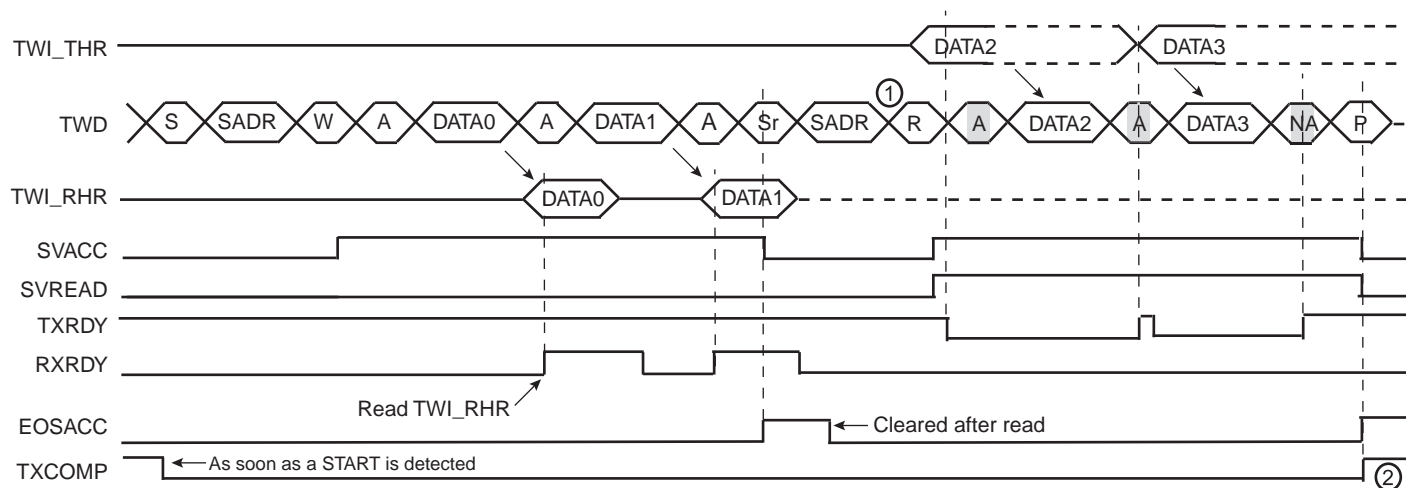 TWI_THR DATA2 DATA3
①
TWD S SADR W A DATA0 A DATA1 A Sr SADR R A DATA2 A DATA3 NA P
TWI_RHR DATA0 DATA1
SVACC
SVREAD
TXRDY
RXRDY
Read TWI_RHR
EOSACC Cleared after read
TXCOMP As soon as a START is detected ②